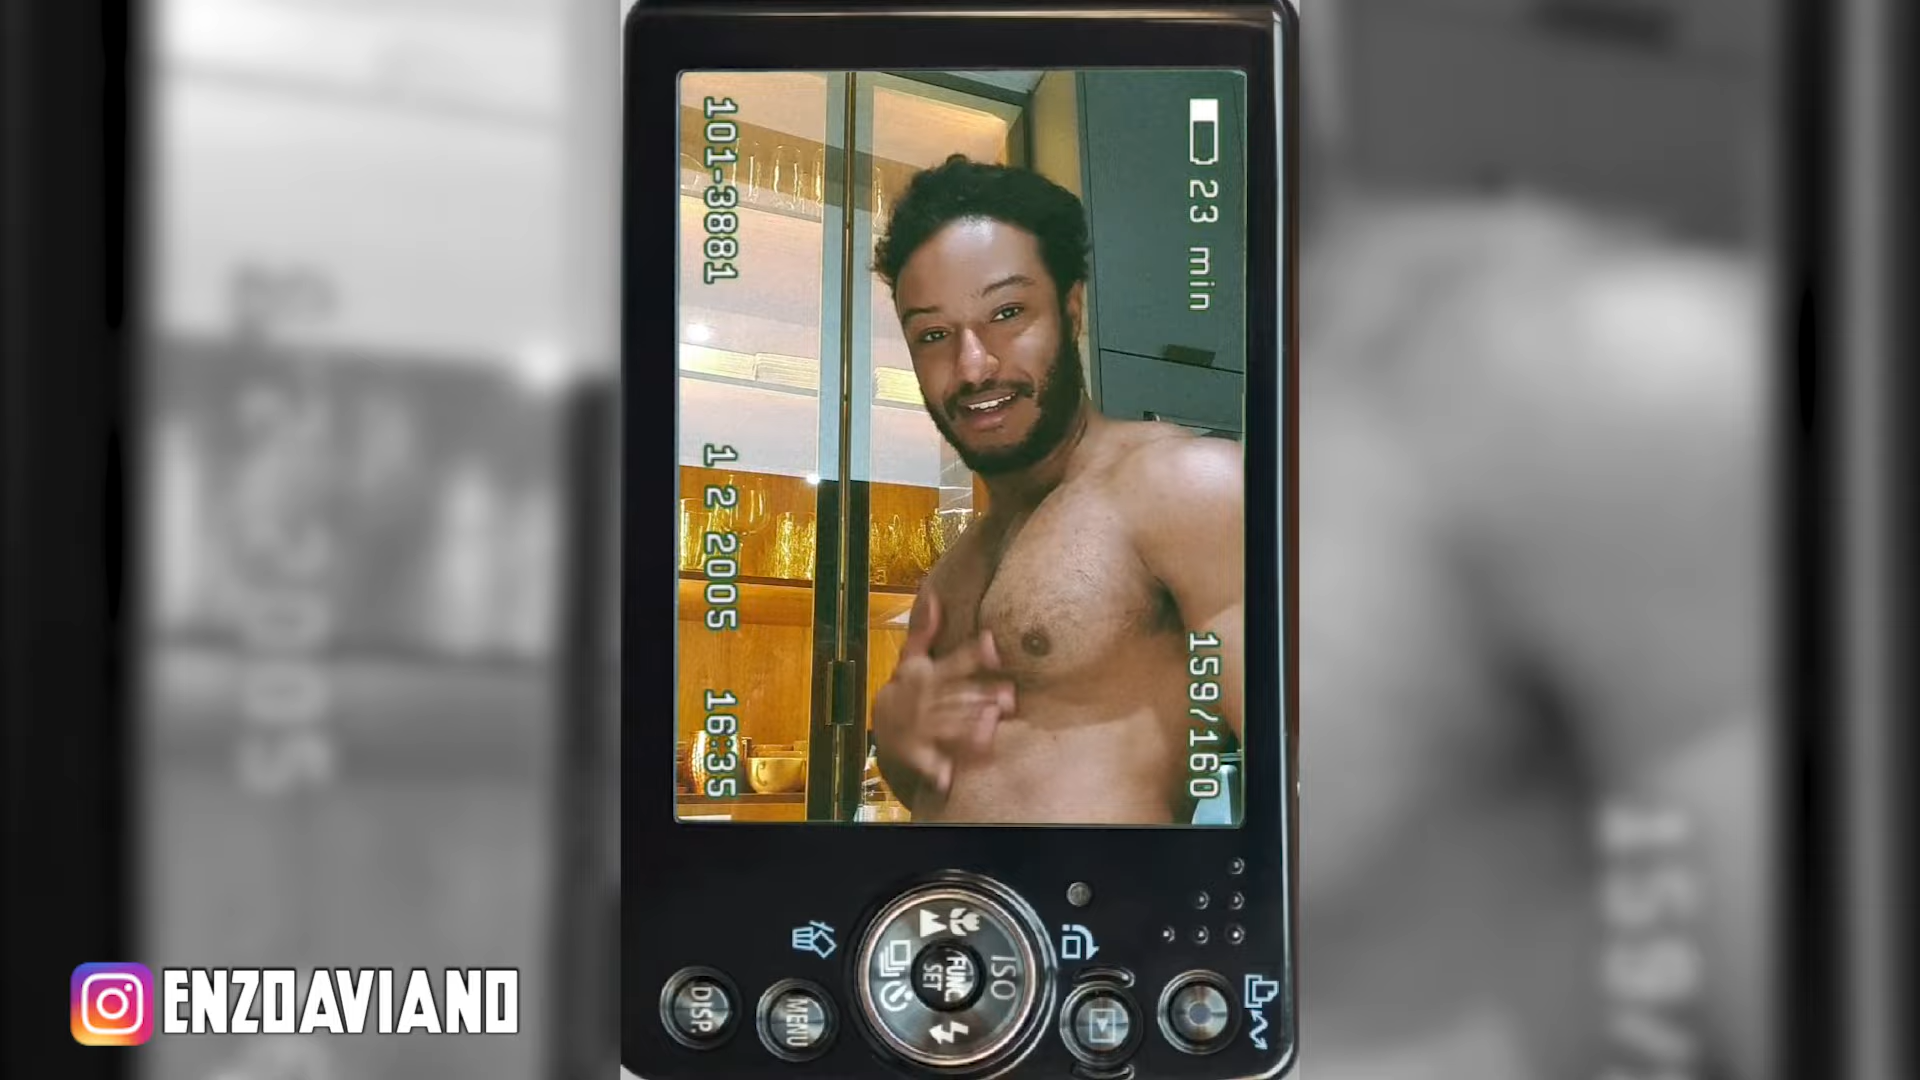 101-3881
1 2 2005
16:35
23 min
159/160
ISO
FUNC.
SET
DISP.
MENU
ENZOAVIANO